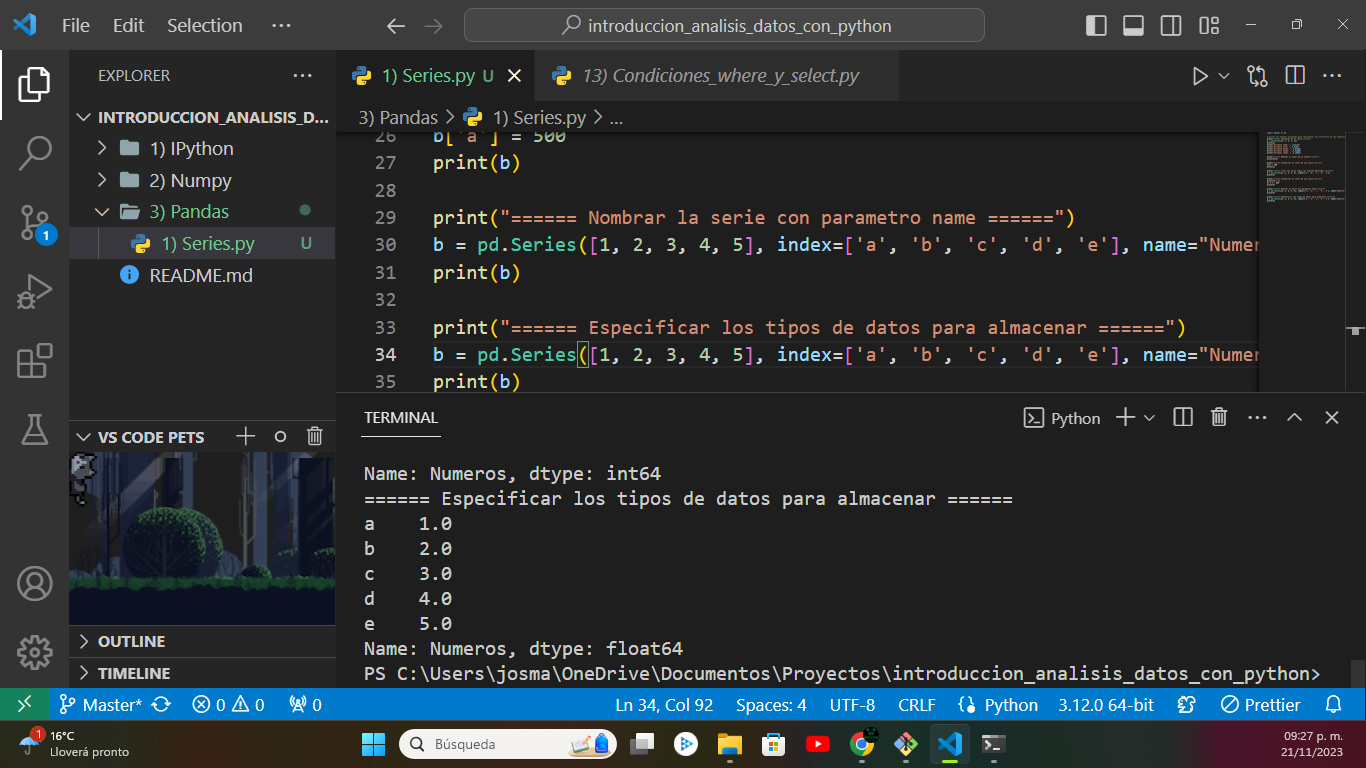 File Edit Selection ··· introduccion_analisis_datos_con_python
EXPLORER ···
INTRODUCCION_ANALISIS_D...
1) IPython
2) Numpy
3) Pandas
1) Series.py U
README.md
1
VS CODE PETS
OUTLINE
TIMELINE
1) Series.py U 13) Condiciones_where_y_select.py
3) Pandas > 1) Series.py > ...
26 b['a'] = 500
27 print(b)
28
29 print("====== Nombrar la serie con parametro name ======")
30 b = pd.Series([1, 2, 3, 4, 5], index=['a', 'b', 'c', 'd', 'e'], name="Numer
31 print(b)
32
33 print("====== Especificar los tipos de datos para almacenar ======")
34 b = pd.Series([1, 2, 3, 4, 5], index=['a', 'b', 'c', 'd', 'e'], name="Numer
35 print(b)
TERMINAL Python
Name: Numeros, dtype: int64
====== Especificar los tipos de datos para almacenar ======
a 1.0
b 2.0
c 3.0
d 4.0
e 5.0
Name: Numeros, dtype: float64
PS C:\Users\josma\OneDrive\Documentos\Proyectos\introduccion_analisis_datos_con_python>
Master* 0 0 0 Ln 34, Col 92 Spaces: 4 UTF-8 CRLF Python 3.12.0 64-bit Prettier
1 16°C
Lloverá pronto
Búsqueda
09:27 p. m.
21/11/2023